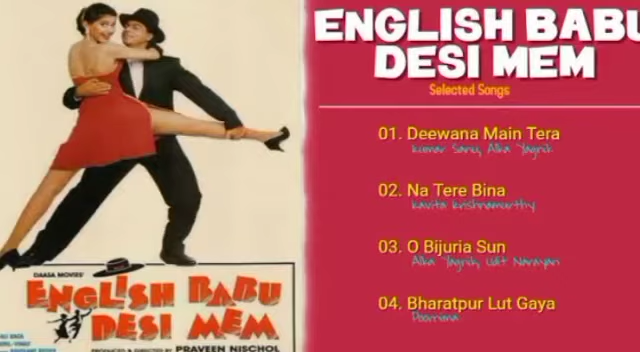 ENGLISH BABU
DESI MEM
Selected Songs
01. Deewana Main Tera
Kumar Sanu, Alka Yagnik
02. Na Tere Bina
Kavita Krishnamurthy
03. O Bijuria Sun
Alka Yagnik, Udit Narayan
04. Bharatpur Lut Gaya
Poornima
DAASA MOVIES'
ENGLISH BABU
DESI MEM
PRODUCED & DIRECTED BY PRAVEEN NISCHOL